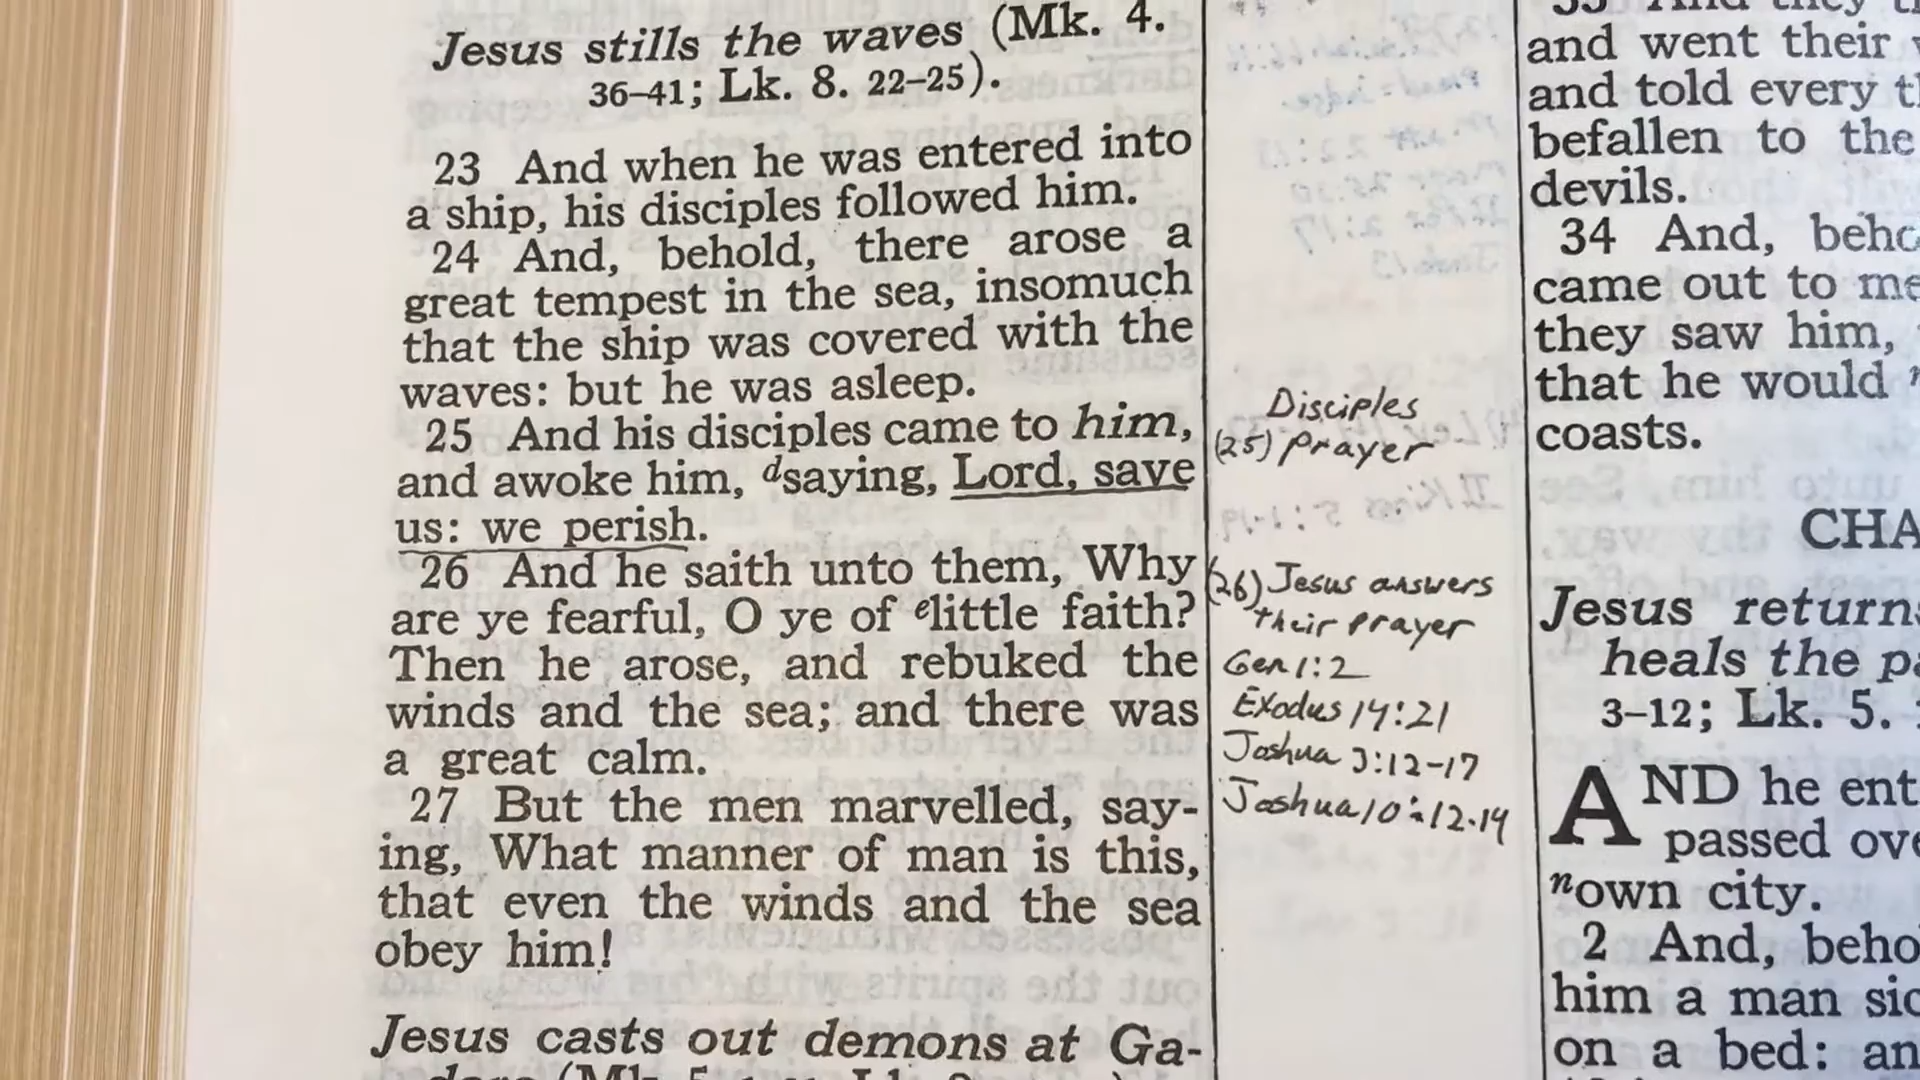 Jesus stills the waves (Mk. 4.
36–41; Lk. 8. 22–25).
23 And when he was entered into
a ship, his disciples followed him.
24 And, behold, there arose a
great tempest in the sea, insomuch
that the ship was covered with the
waves: but he was asleep.
25 And his disciples came to him,
and awoke him, dsaying, Lord, save
us: we perish.
26 And he saith unto them, Why
are ye fearful, O ye of elittle faith?
Then he arose, and rebuked the
winds and the sea; and there was
a great calm.
27 But the men marvelled, say-
ing, What manner of man is this,
that even the winds and the sea
obey him!
Jesus casts out demons at Ga-
Disciples
(25) prayer
(26) Jesus answers
their prayer
Gen 1:2
Exodus 14:21
Joshua 3:12-17
Joshua 10:12-14
33 And they
and went their
and told every
befallen to the
devils.
34 And,
came out to
they saw him,
that he would
coasts.
Jesus
heals the
3–12; Lk. 5.
AND he
passed
nown city.
2 And,
him a man
on a bed: